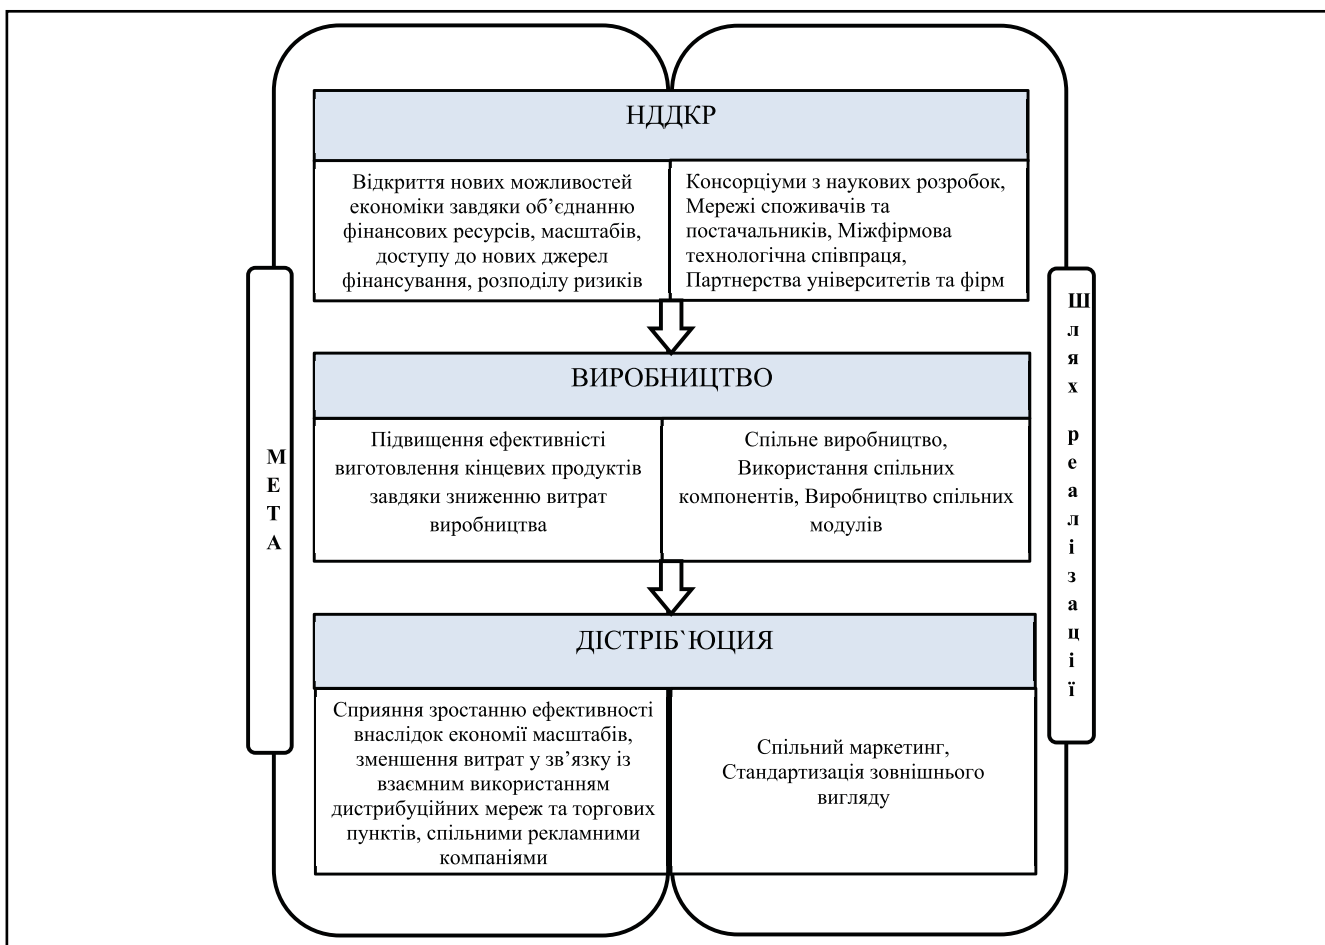 НДДКР
Відкриття нових можливостей
економіки завдяки об’єднанню
фінансових ресурсів, масштабів,
доступу до нових джерел
фінансування, розподілу ризиків
Консорціуми з наукових розробок,
Мережі споживачів та
постачальників, Міжфірмова
технологічна співпраця,
Партнерства університетів та фірм
МЕТА
Шлях реалізації
ВИРОБНИЦТВО
Підвищення ефективністі
виготовлення кінцевих продуктів
завдяки зниженню витрат
виробництва
Спільне виробництво,
Використання спільних
компонентів, Виробництво спільних
модулів
ДІСТРІБ`ЮЦИЯ
Сприяння зростанню ефективності
внаслідок економії масштабів,
зменшення витрат у зв’язку із
взаємним використанням
дистрибуційних мереж та торгових
пунктів, спільними рекламними
компаніями
Спільний маркетинг,
Стандартизація зовнішнього
вигляду